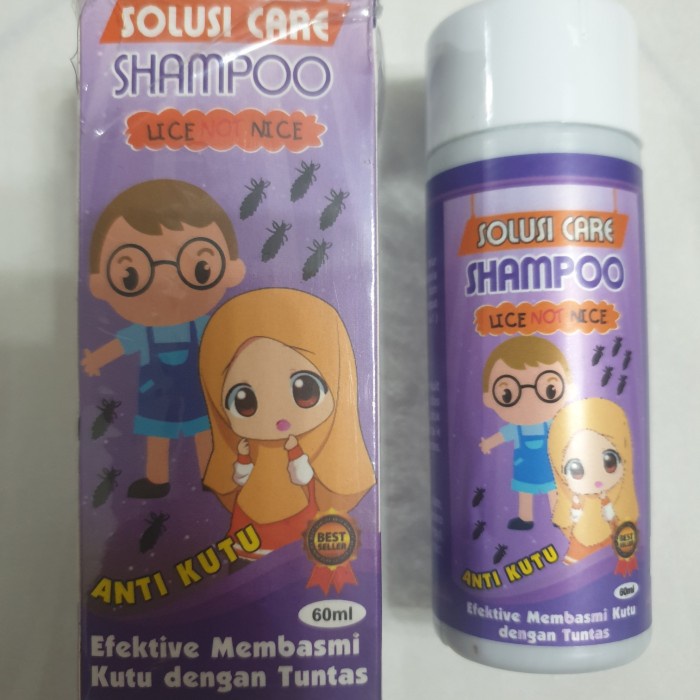 SOLUSI CARE
SHAMPOO
LICE NOT NICE
ANTI KUTU
BEST
SELLER
60ml
Efektive Membasmi
Kutu dengan Tuntas
SOLUSI CARE
SHAMPOO
LICE NOT NICE
ANTI KUTU
BEST
SELLER
60ml
Efektive Membasmi Kutu
dengan Tuntas